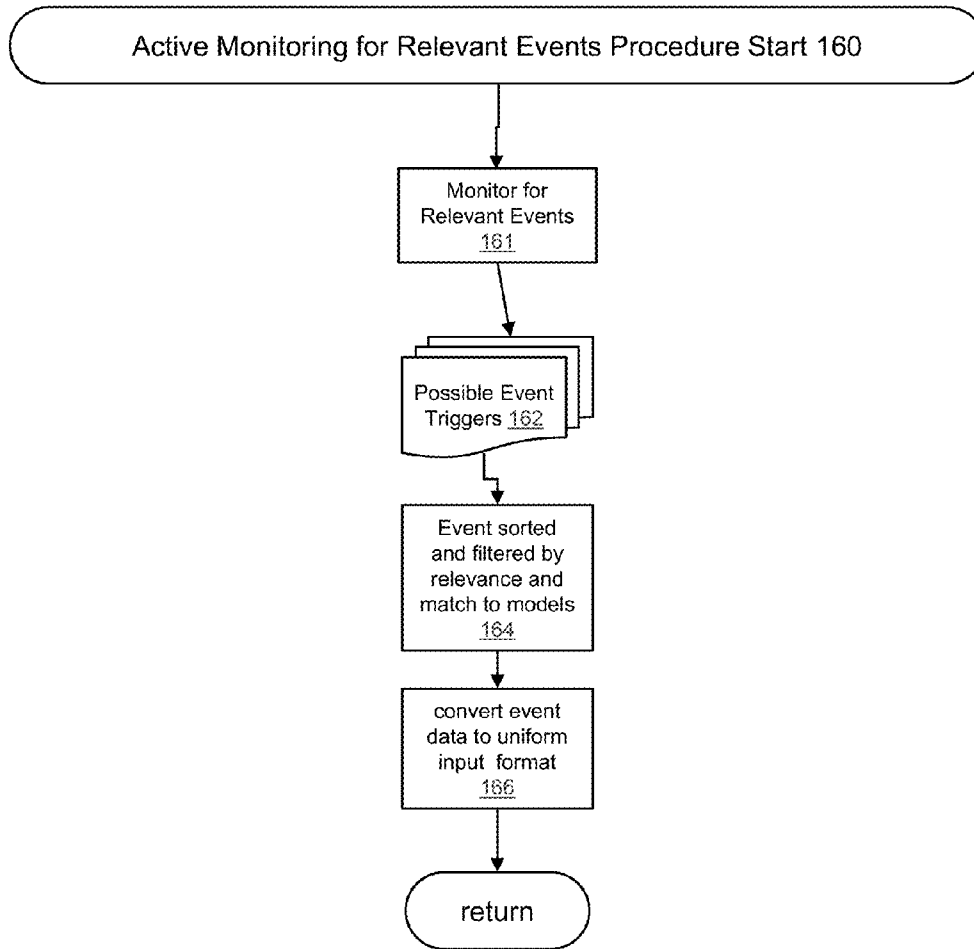 Active Monitoring for Relevant Events Procedure Start 160
Monitor for
Relevant Events
161
Possible Event
Triggers 162
Event sorted
and filtered by
relevance and
match to models
164
convert event
data to uniform
input format
166
return